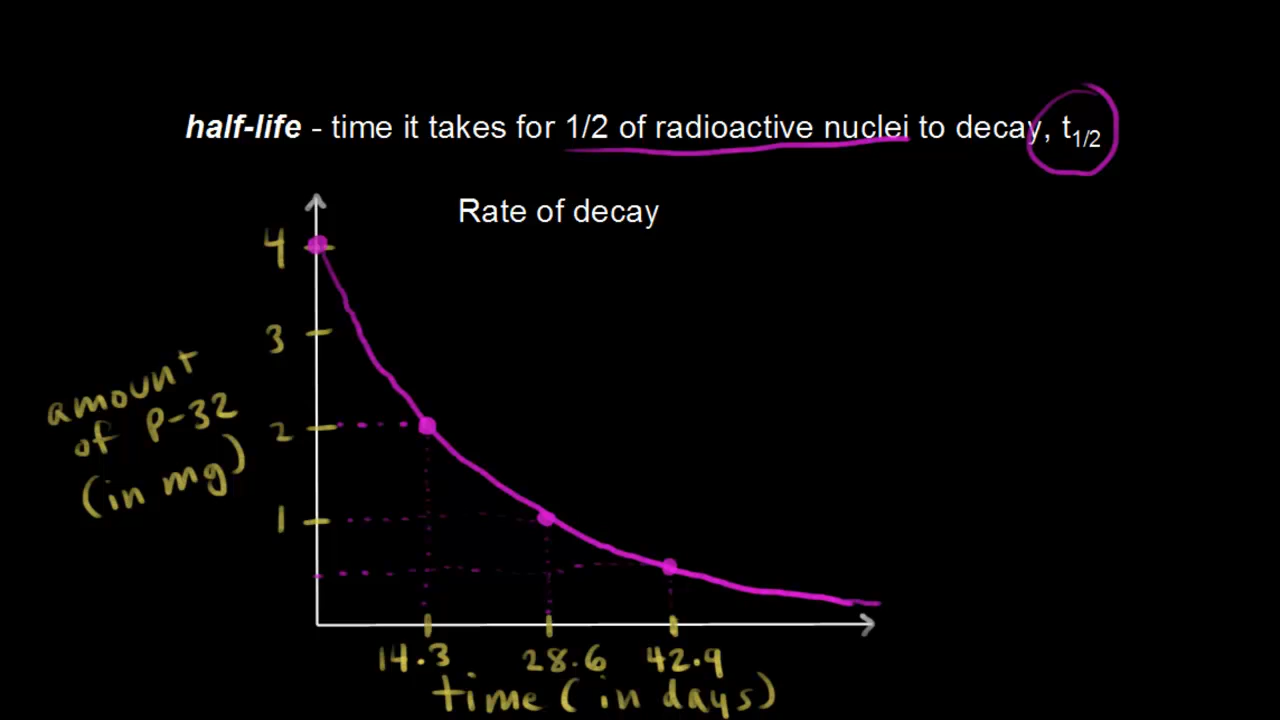 half-life - time it takes for 1/2 of radioactive nuclei to decay, t1/2
Rate of decay
4
3
2
1
amount
of P-32
(in mg)
14.3 28.6 42.9
time (in days)